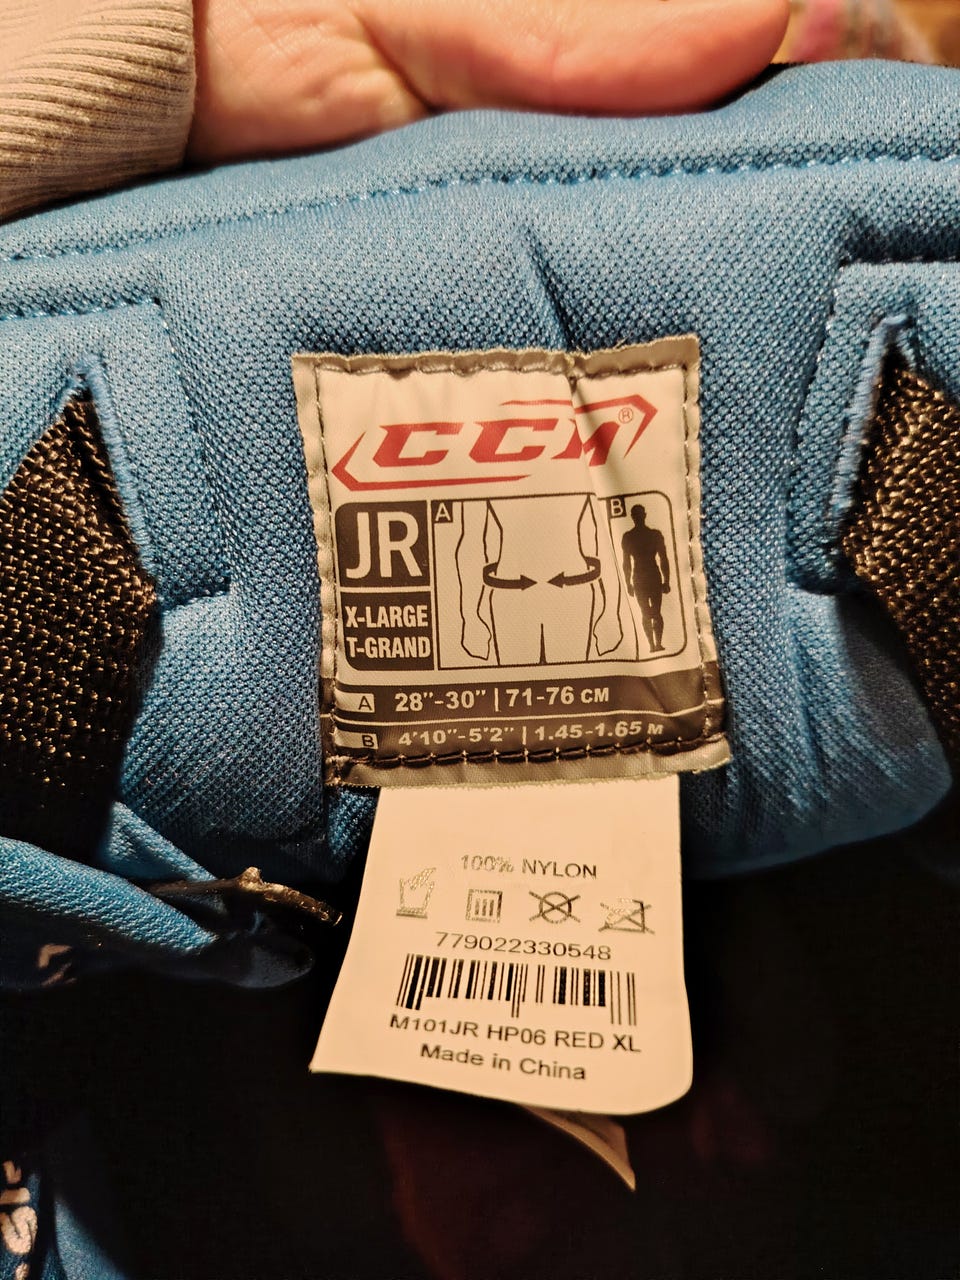 CCM®
JR
X-LARGE
T-GRAND
A
B
A 28"-30" | 71-76 CM
B 4'10"-5'2" | 1.45-1.65 M
100% NYLON
779022330548
M101JR HP06 RED XL
Made in China